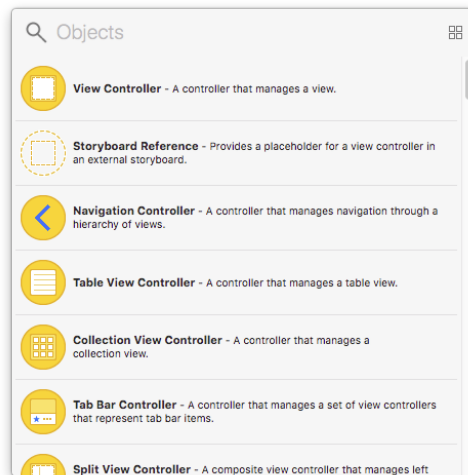 Objects
View Controller - A controller that manages a view.
Storyboard Reference - Provides a placeholder for a view controller in
an external storyboard.
Navigation Controller - A controller that manages navigation through a
hierarchy of views.
Table View Controller - A controller that manages a table view.
Collection View Controller - A controller that manages a
collection view.
Tab Bar Controller - A controller that manages a set of view controllers
that represent tab bar items.
Split View Controller - A composite view controller that manages left